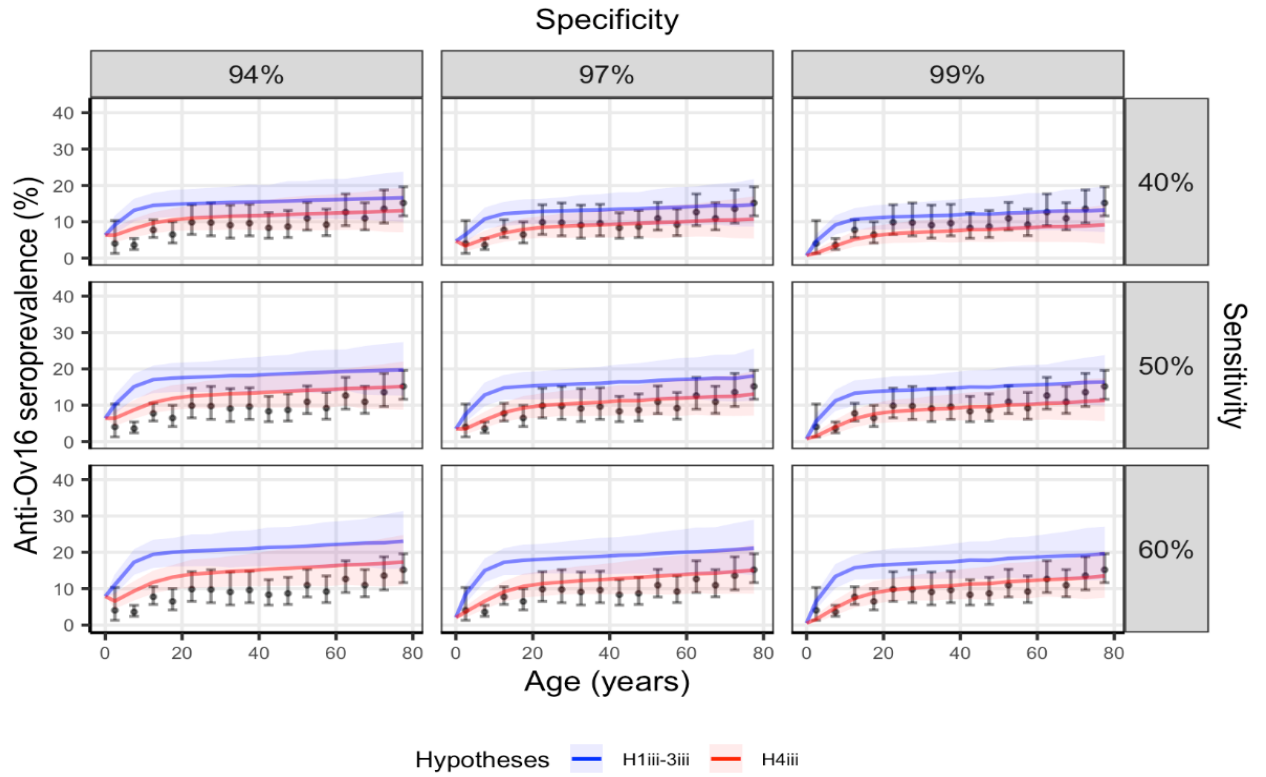 Specificity
94% 97% 99%
Anti-Ov16 seroprevalence (%)
40
30
20
10
0
40%
40
30
20
10
0
50%
Sensitivity
40
30
20
10
0
60%
0 20 40 60 80 0 20 40 60 80 0 20 40 60 80
Age (years)
Hypotheses H1iii-3iii H4iii